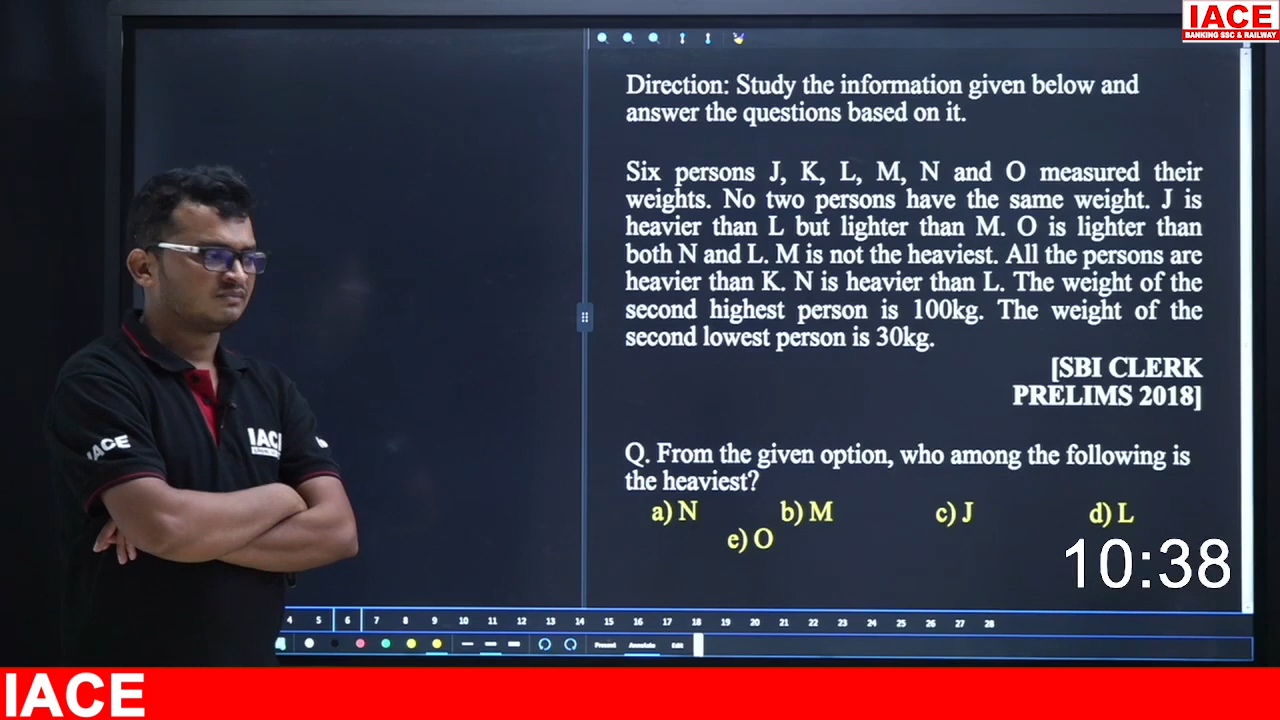 IACE
BANKING SSC & RAILWAY
Direction: Study the information given below and
answer the questions based on it.
Six persons J, K, L, M, N and O measured their
weights. No two persons have the same weight. J is
heavier than L but lighter than M. O is lighter than
both N and L. M is not the heaviest. All the persons are
heavier than K. N is heavier than L. The weight of the
second highest person is 100kg. The weight of the
second lowest person is 30kg.
[SBI CLERK
PRELIMS 2018]
Q. From the given option, who among the following is
the heaviest?
a) N b) M c) J d) L
e) O
10:38
IACE
IACE
4 5 6 7 8 9 10 11 12 13 14 15 16 17 18 19 20 21 22 23 24 25 26 27 28
Present Annotate Edit
IACE